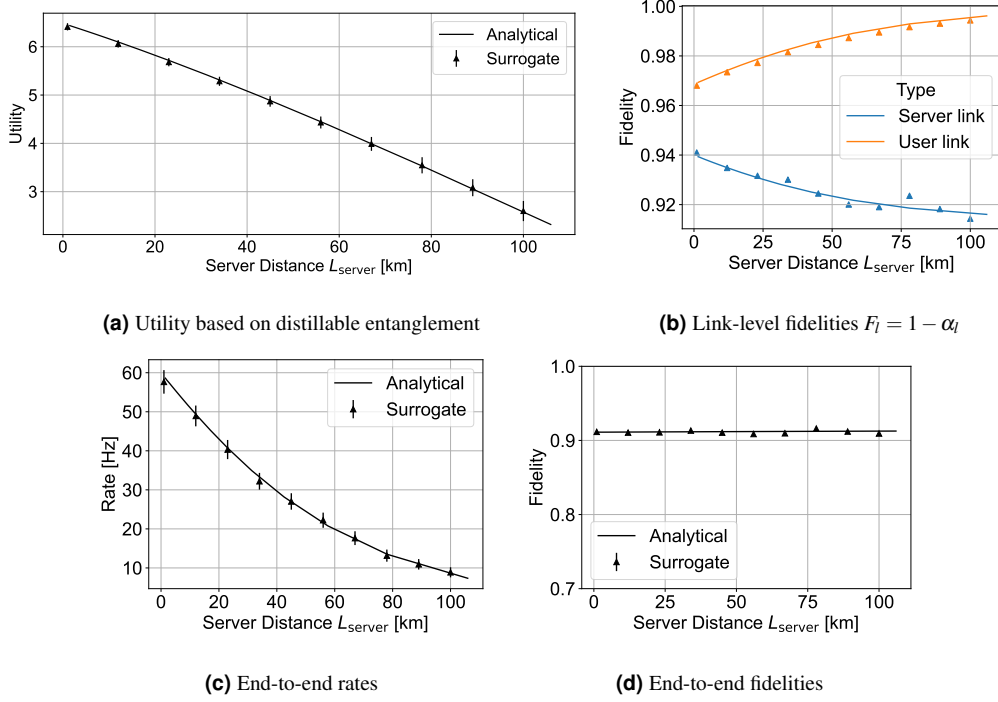 6
5
4
3
Utility
Analytical
Surrogate
0 20 40 60 80 100
Server Distance L_server [km]
(a) Utility based on distillable entanglement
1.00
0.98
0.96
0.94
0.92
Fidelity
Type
Server link
User link
0 25 50 75 100
Server Distance L_server [km]
(b) Link-level fidelities F_l = 1 − α_l
60
50
40
30
20
10
Rate [Hz]
Analytical
Surrogate
0 20 40 60 80 100
Server Distance L_server [km]
(c) End-to-end rates
1.0
0.9
0.8
0.7
Fidelity
Analytical
Surrogate
0 25 50 75 100
Server Distance L_server [km]
(d) End-to-end fidelities